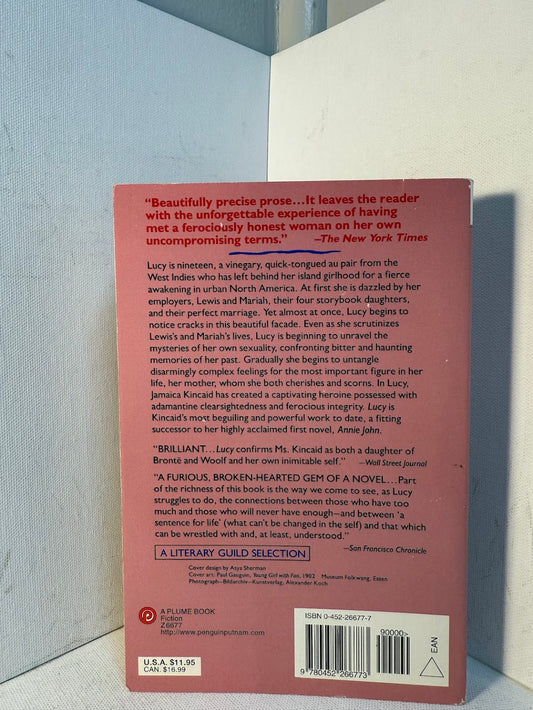 "Beautifully precise prose...It leaves the reader
with the unforgettable experience of having
met a ferociously honest woman on her own
uncompromising terms." —The New York Times
Lucy is nineteen, a vinegary, quick-tongued au pair from the
West Indies who has left behind her island girlhood for a fierce
awakening in urban North America. At first she is dazzled by her
employers, Lewis and Mariah, their four storybook daughters,
and their perfect marriage. Yet almost at once, Lucy begins to
notice cracks in this beautiful facade. Even as she scrutinizes
Lewis's and Mariah's lives, Lucy is beginning to unravel the
mysteries of her own sexuality, confronting bitter and haunting
memories of her past. Gradually she begins to untangle
disarmingly complex feelings for the most important figure in her
life, her mother, whom she both cherishes and scorns. In Lucy,
Jamaica Kincaid has created a captivating heroine possessed with
adamantine clearsightedness and ferocious integrity. Lucy is
Kincaid's most beguiling and powerful work to date, a fitting
successor to her highly acclaimed first novel, Annie John.
"BRILLIANT...Lucy confirms Ms. Kincaid as both a daughter of
Brontë and Woolf and her own inimitable self." —Wall Street Journal
"A FURIOUS, BROKEN-HEARTED GEM OF A NOVEL...Part
of the richness of this book is the way we come to see, as Lucy
struggles to do, the connections between those who have too
much and those who will never have enough—and between 'a
sentence for life' (what can't be changed in the self) and that which can
be wrestled with and, at least, understood."
—San Francisco Chronicle
A LITERARY GUILD SELECTION
Cover design by Asya Sherman
Cover art: Paul Gauguin, Young Girl with Fan, 1902 Museum Folkwang, Essen
Photograph—Bildarchiv—Kunstverlag, Alexander Koch
A PLUME BOOK
Fiction
Z6677
http://www.penguinputnam.com
U.S.A. $11.95
CAN. $16.99
ISBN 0-452-26677-7
90000>
9 780452 266773
EAN